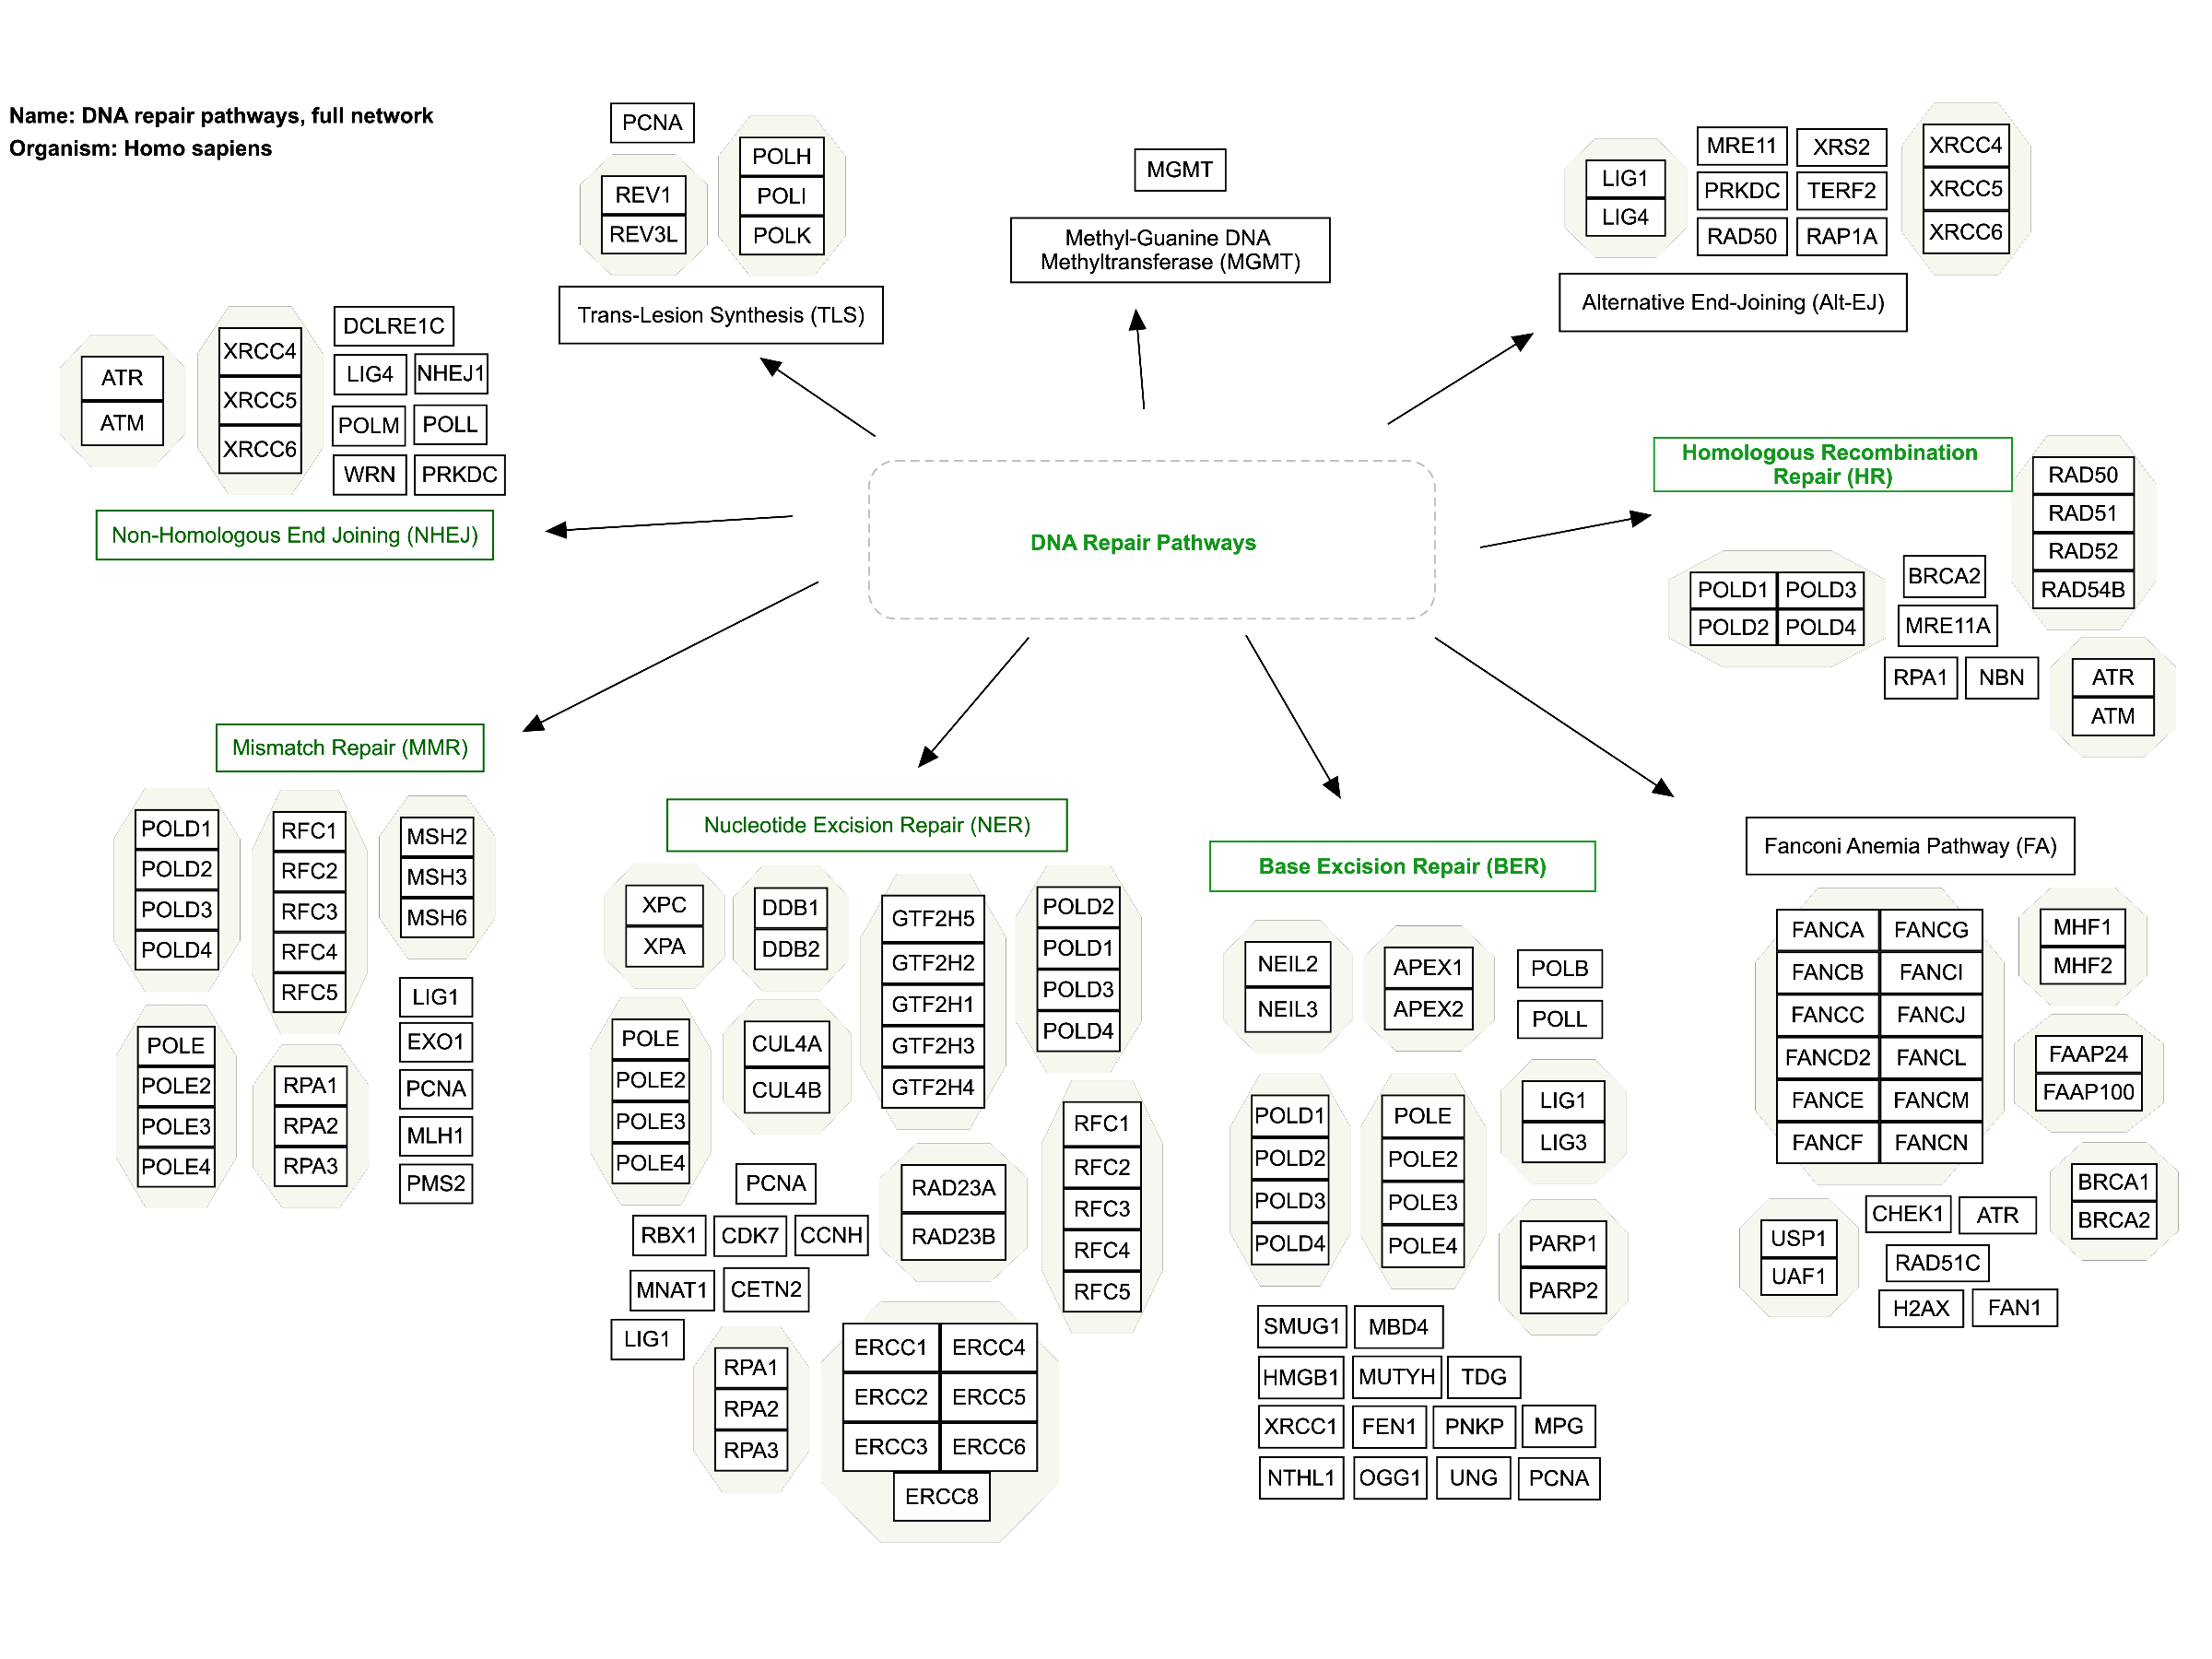 Name: DNA repair pathways, full network
Organism: Homo sapiens
PCNA
REV1
REV3L
POLH
POLI
POLK
Trans-Lesion Synthesis (TLS)
MGMT
Methyl-Guanine DNA
Methyltransferase (MGMT)
LIG1
LIG4
MRE11
XRS2
PRKDC
TERF2
RAD50
RAP1A
XRCC4
XRCC5
XRCC6
Alternative End-Joining (Alt-EJ)
ATR
ATM
XRCC4
XRCC5
XRCC6
DCLRE1C
LIG4
NHEJ1
POLM
POLL
WRN
PRKDC
Non-Homologous End Joining (NHEJ)
DNA Repair Pathways
Homologous Recombination
Repair (HR)
RAD50
RAD51
RAD52
RAD54B
POLD1
POLD3
POLD2
POLD4
BRCA2
MRE11A
RPA1
NBN
ATR
ATM
Mismatch Repair (MMR)
POLD1
POLD2
POLD3
POLD4
RFC1
RFC2
RFC3
RFC4
RFC5
MSH2
MSH3
MSH6
POLE
POLE2
POLE3
POLE4
RPA1
RPA2
RPA3
LIG1
EXO1
PCNA
MLH1
PMS2
Nucleotide Excision Repair (NER)
XPC
XPA
DDB1
DDB2
GTF2H5
GTF2H2
GTF2H1
GTF2H3
GTF2H4
POLD2
POLD1
POLD3
POLD4
POLE
POLE2
POLE3
POLE4
CUL4A
CUL4B
RFC1
RFC2
RFC3
RFC4
RFC5
PCNA
RAD23A
RAD23B
RBX1
CDK7
CCNH
MNAT1
CETN2
LIG1
RPA1
RPA2
RPA3
ERCC1
ERCC4
ERCC2
ERCC5
ERCC3
ERCC6
ERCC8
Base Excision Repair (BER)
NEIL2
NEIL3
APEX1
APEX2
POLB
POLL
POLD1
POLD2
POLD3
POLD4
POLE
POLE2
POLE3
POLE4
LIG1
LIG3
PARP1
PARP2
SMUG1
MBD4
HMGB1
MUTYH
TDG
XRCC1
FEN1
PNKP
MPG
NTHL1
OGG1
UNG
PCNA
Fanconi Anemia Pathway (FA)
FANCA
FANCG
FANCB
FANCI
FANCC
FANCJ
FANCD2
FANCL
FANCE
FANCM
FANCF
FANCN
MHF1
MHF2
FAAP24
FAAP100
BRCA1
BRCA2
USP1
UAF1
CHEK1
ATR
RAD51C
H2AX
FAN1